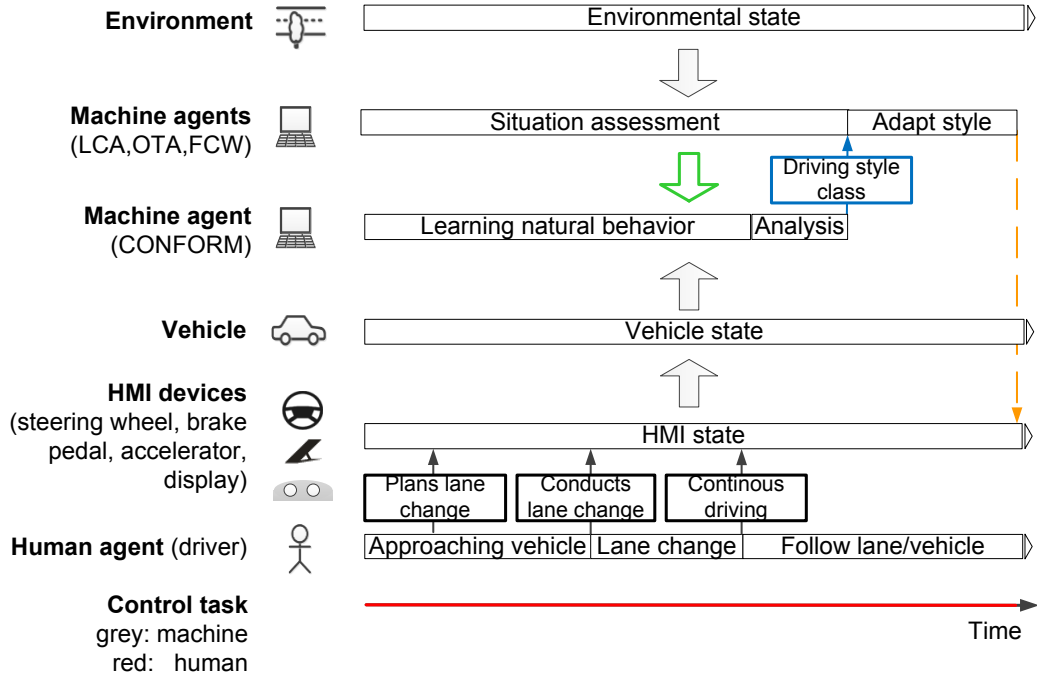 Environment
Environmental state
Machine agents
(LCA,OTA,FCW)
Situation assessment
Adapt style
Driving style
class
Machine agent
(CONFORM)
Learning natural behavior
Analysis
Vehicle
Vehicle state
HMI devices
(steering wheel, brake
pedal, accelerator,
display)
HMI state
Plans lane
change
Conducts
lane change
Continous
driving
Human agent (driver)
Approaching vehicle
Lane change
Follow lane/vehicle
Control task
grey: machine
red: human
Time